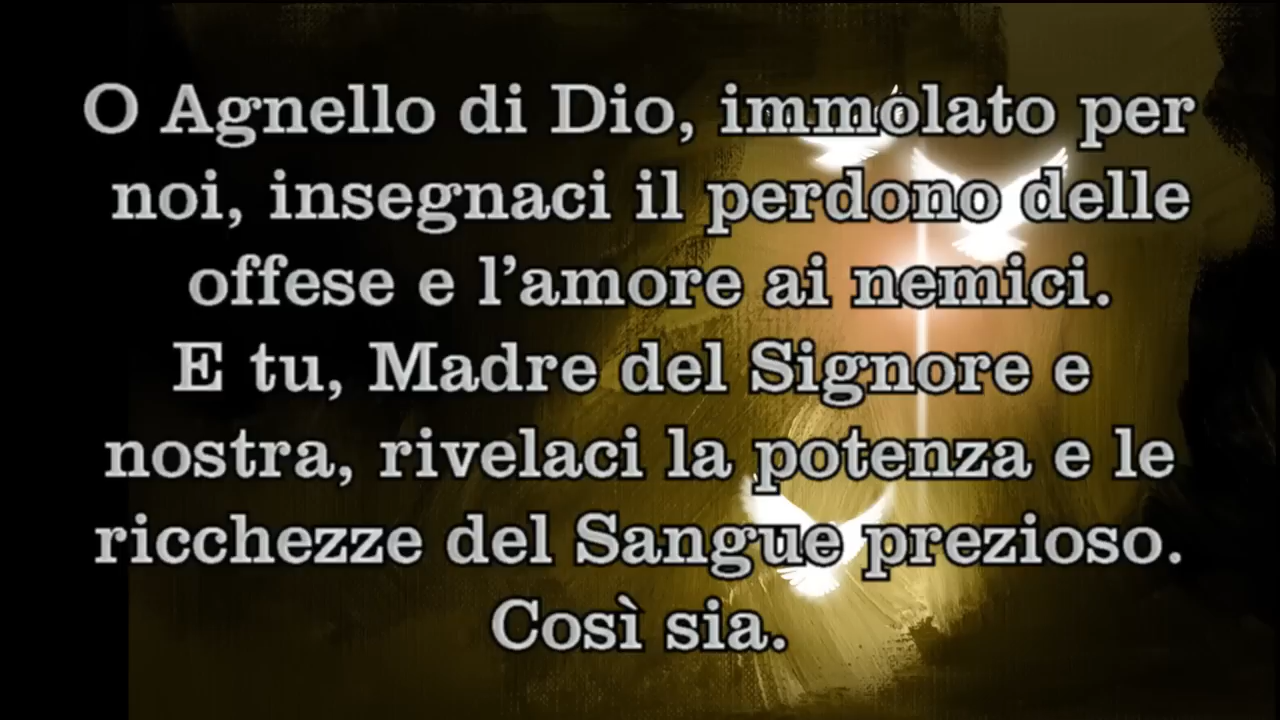 O Agnello di Dio, immolato per
noi, insegnaci il perdono delle
offese e l’amore ai nemici.
E tu, Madre del Signore e
nostra, rivelaci la potenza e le
ricchezze del Sangue prezioso.
Così sia.